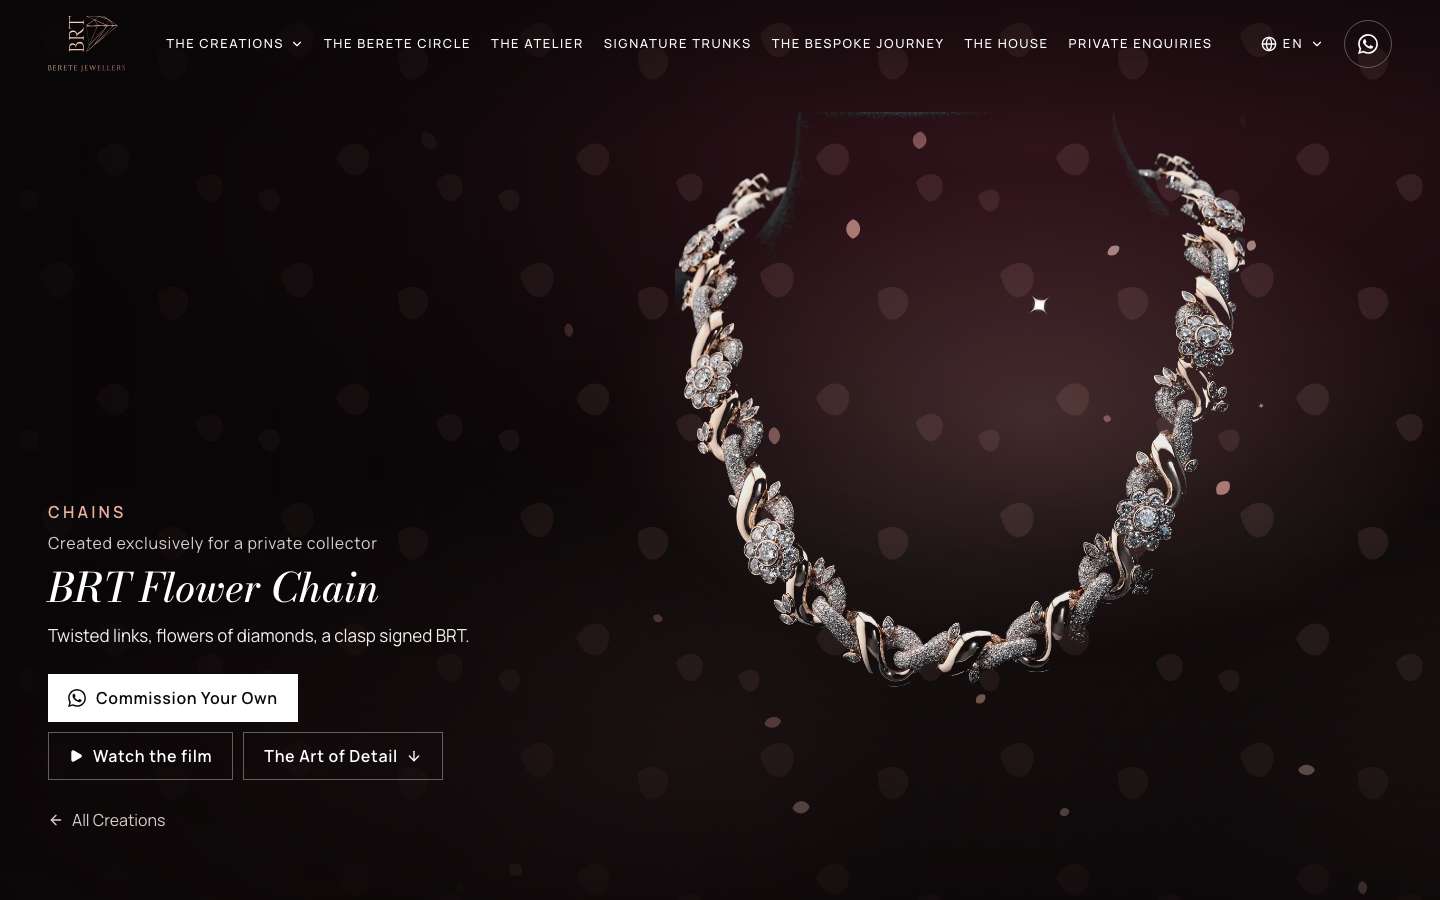 BRT
BERETE JEWELLERS
THE CREATIONS
THE BERETE CIRCLE
THE ATELIER
SIGNATURE TRUNKS
THE BESPOKE JOURNEY
THE HOUSE
PRIVATE ENQUIRIES
EN
CHAINS
Created exclusively for a private collector
BRT Flower Chain
Twisted links, flowers of diamonds, a clasp signed BRT.
Commission Your Own
Watch the film
The Art of Detail
All Creations